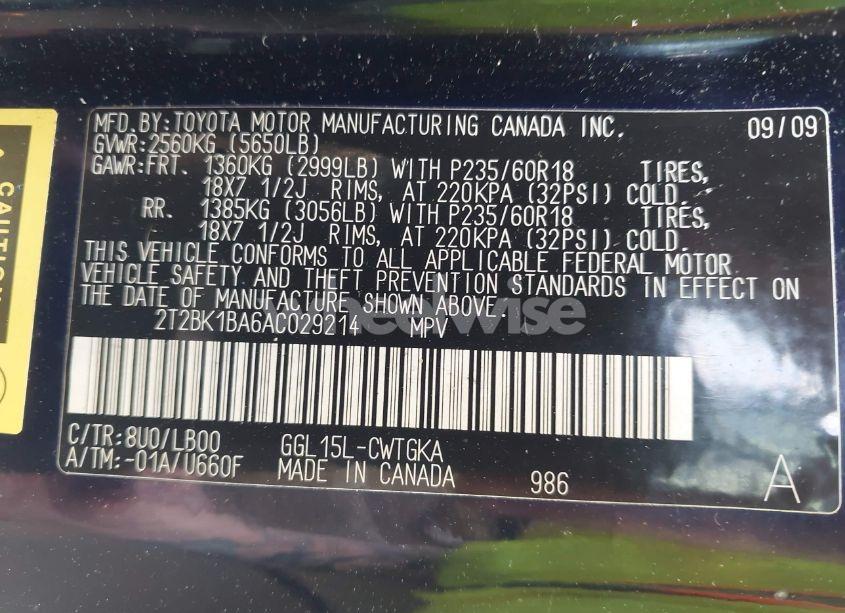 MFD.BY:TOYOTA MOTOR MANUFACTURING CANADA INC. 09/09
GVWR:2560KG (5650LB)
GAWR:FRT. 1360KG (2999LB) WITH P235/60R18 TIRES,
18X7 1/2J RIMS, AT 220KPA (32PSI) COLD.
RR. 1385KG (3056LB) WITH P235/60R18 TIRES,
18X7 1/2J RIMS, AT 220KPA (32PSI) COLD.
THIS VEHICLE CONFORMS TO ALL APPLICABLE FEDERAL MOTOR
VEHICLE SAFETY AND THEFT PREVENTION STANDARDS IN EFFECT ON
THE DATE OF MANUFACTURE SHOWN ABOVE.
2T2BK1BA6AC029214 MPV
C/TR:8U0/LB00 GGL15L-CWTGKA
A/TM:-01A/U660F MADE IN CANADA 986 A
CAUTION